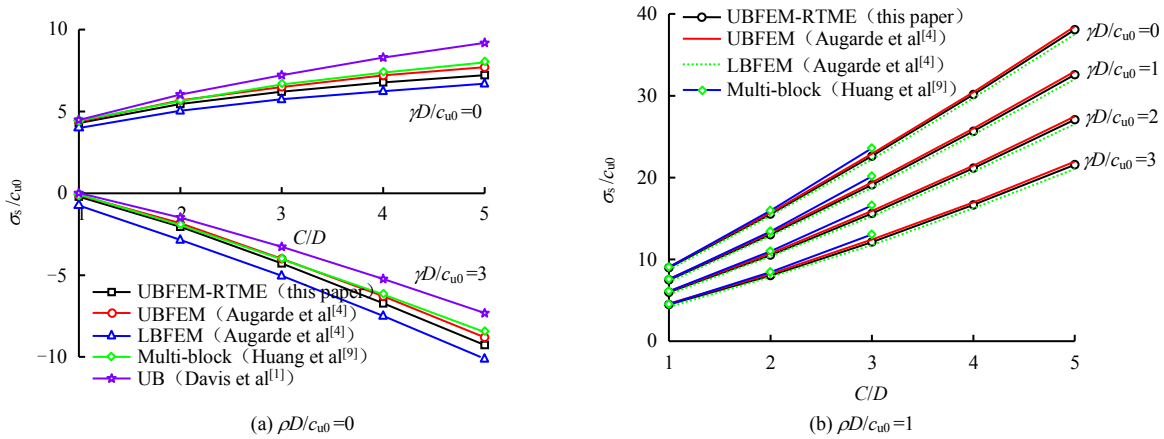 10
5
0
−5
−10
σs/cu0
1
2
3
4
5
C/D
γD/cu0=0
γD/cu0=3
UBFEM-RTME（this paper）
UBFEM（Augarde et al[4]）
LBFEM（Augarde et al[4]）
Multi-block（Huang et al[9]）
UB（Davis et al[1]）
(a) ρD/cu0=0
40
30
20
10
0
σs/cu0
1
2
3
4
5
C/D
UBFEM-RTME（this paper）
UBFEM（Augarde et al[4]）
LBFEM（Augarde et al[4]）
Multi-block（Huang et al[9]）
γD/cu0=0
γD/cu0=1
γD/cu0=2
γD/cu0=3
(b) ρD/cu0=1